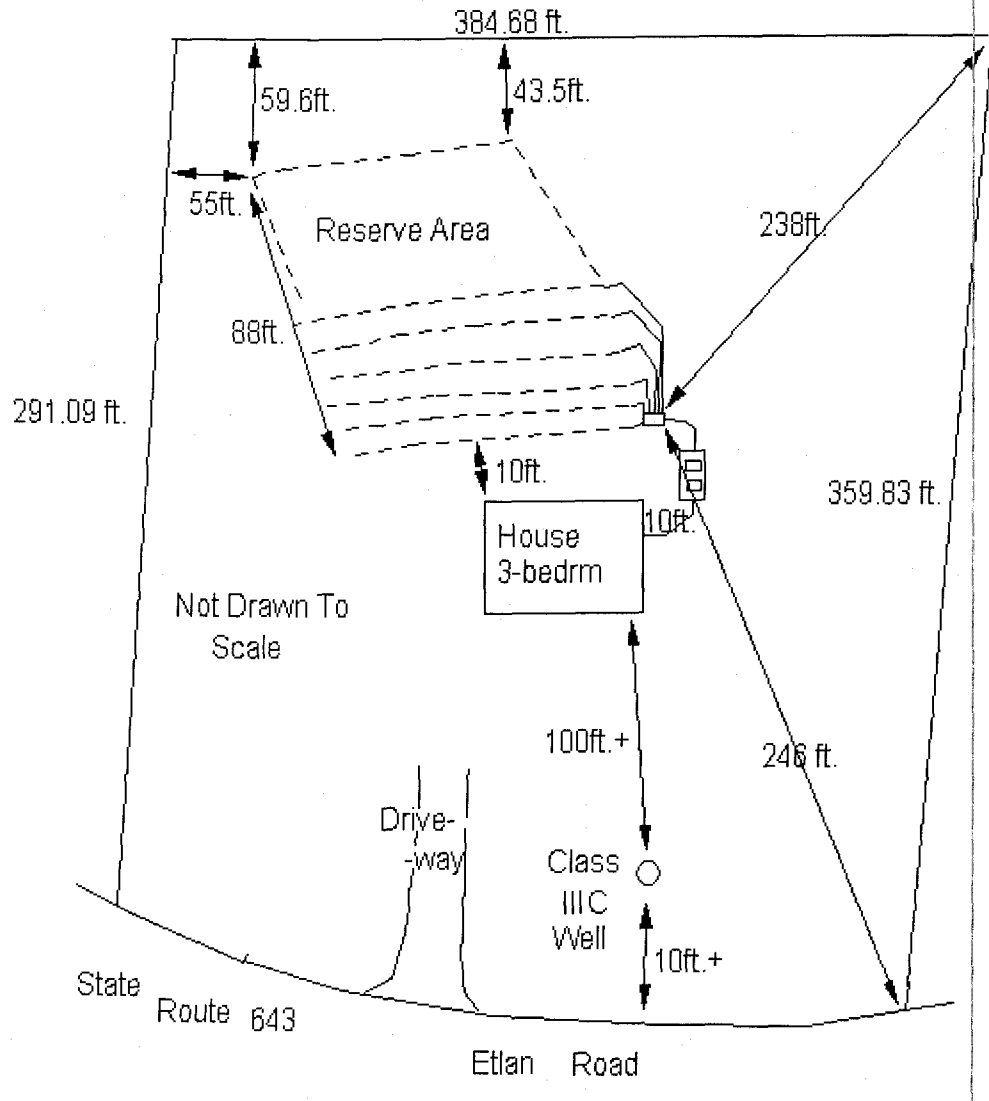 384.68 ft.
59.6ft.
43.5ft.
55ft.
Reserve Area
238ft.
88ft.
291.09 ft.
10ft.
359.83 ft.
10ft.
House
3-bedrm
Not Drawn To
Scale
100ft.+
246 ft.
Drive-
-way
Class
IIIC
Well
10ft.+
State
Route 643
Etlan Road